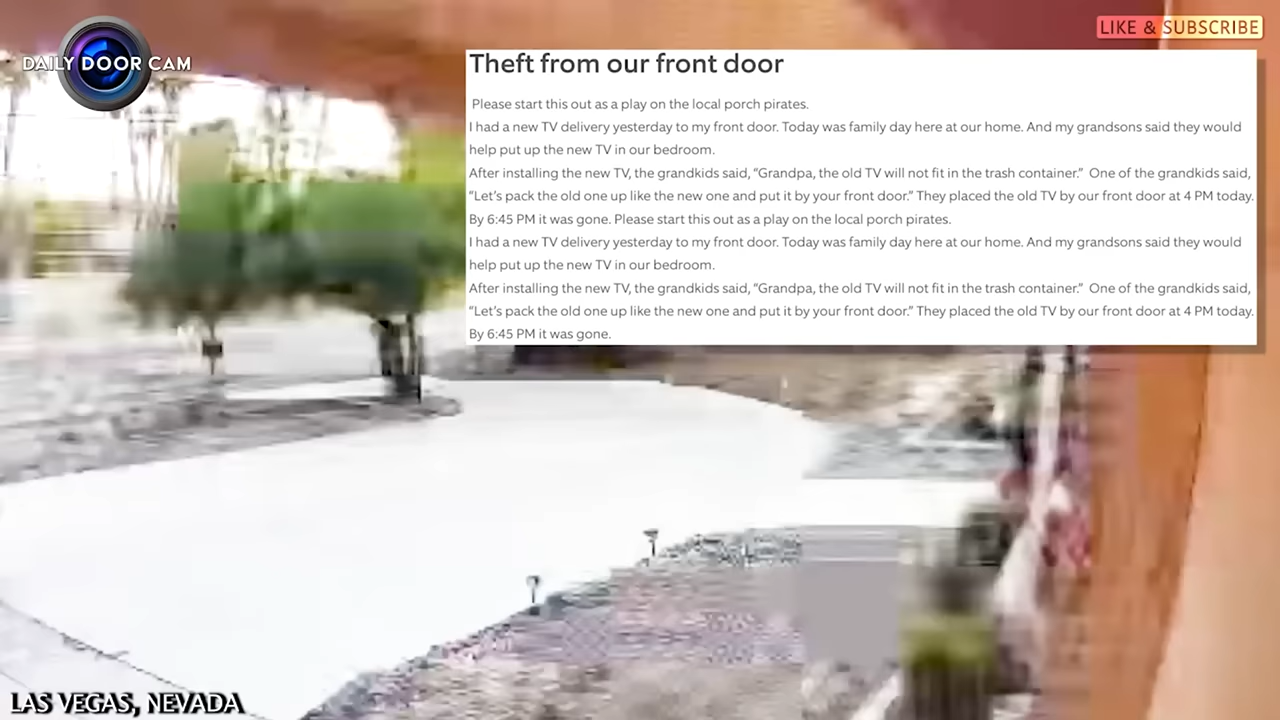 DAILY DOOR CAM
LIKE & SUBSCRIBE
Theft from our front door
Please start this out as a play on the local porch pirates.
I had a new TV delivery yesterday to my front door. Today was family day here at our home. And my grandsons said they would
help put up the new TV in our bedroom.
After installing the new TV, the grandkids said, “Grandpa, the old TV will not fit in the trash container.” One of the grandkids said,
“Let’s pack the old one up like the new one and put it by your front door.” They placed the old TV by our front door at 4 PM today.
By 6:45 PM it was gone. Please start this out as a play on the local porch pirates.
I had a new TV delivery yesterday to my front door. Today was family day here at our home. And my grandsons said they would
help put up the new TV in our bedroom.
After installing the new TV, the grandkids said, “Grandpa, the old TV will not fit in the trash container.” One of the grandkids said,
“Let’s pack the old one up like the new one and put it by your front door.” They placed the old TV by our front door at 4 PM today.
By 6:45 PM it was gone.
LAS VEGAS, NEVADA